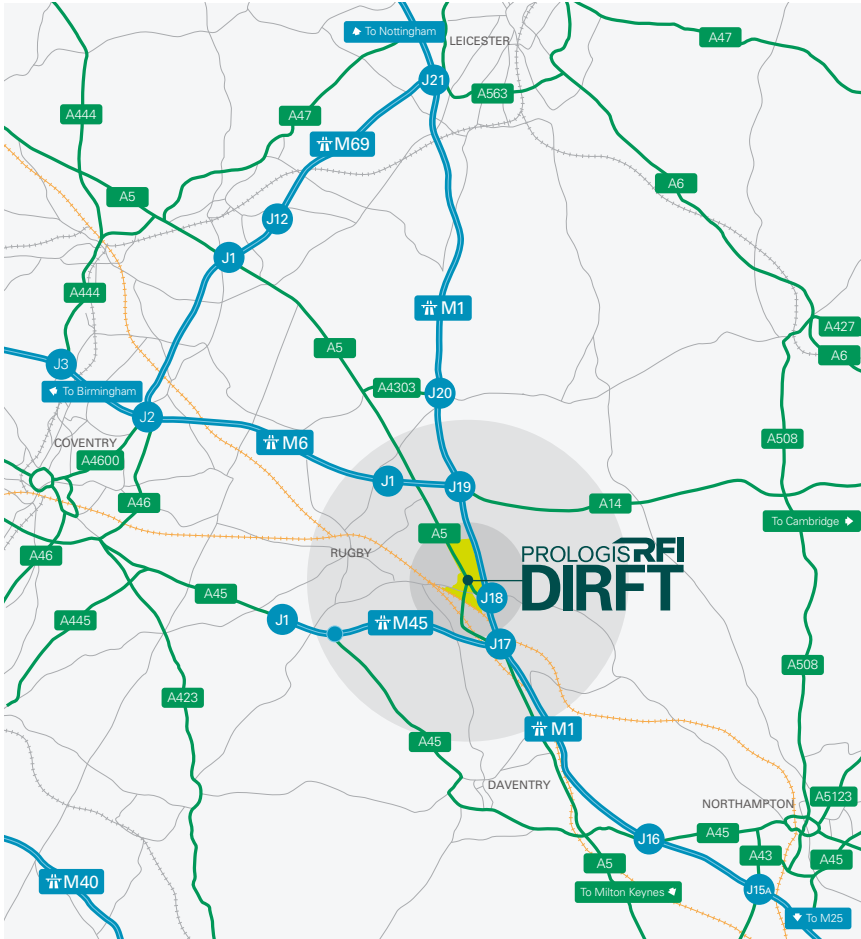 To Nottingham
LEICESTER
A47
J21
A563
A444
A47
M69
A6
A5
J12
J1
A444
M1
A427
A5
A6
J3
A4303
J20
To Birmingham
J2
M6
A508
COVENTRY
A4600
J1
J19
A46
A14
To Cambridge
A5
RUGBY
A46
PROLOGIS RFI
DIRFT
A45
J18
A445
J1
M45
J17
A508
A423
M1
A45
DAVENTRY
A5123
NORTHAMPTON
A45
J16
A43
A45
A5
M40
To Milton Keynes
J15A
To M25